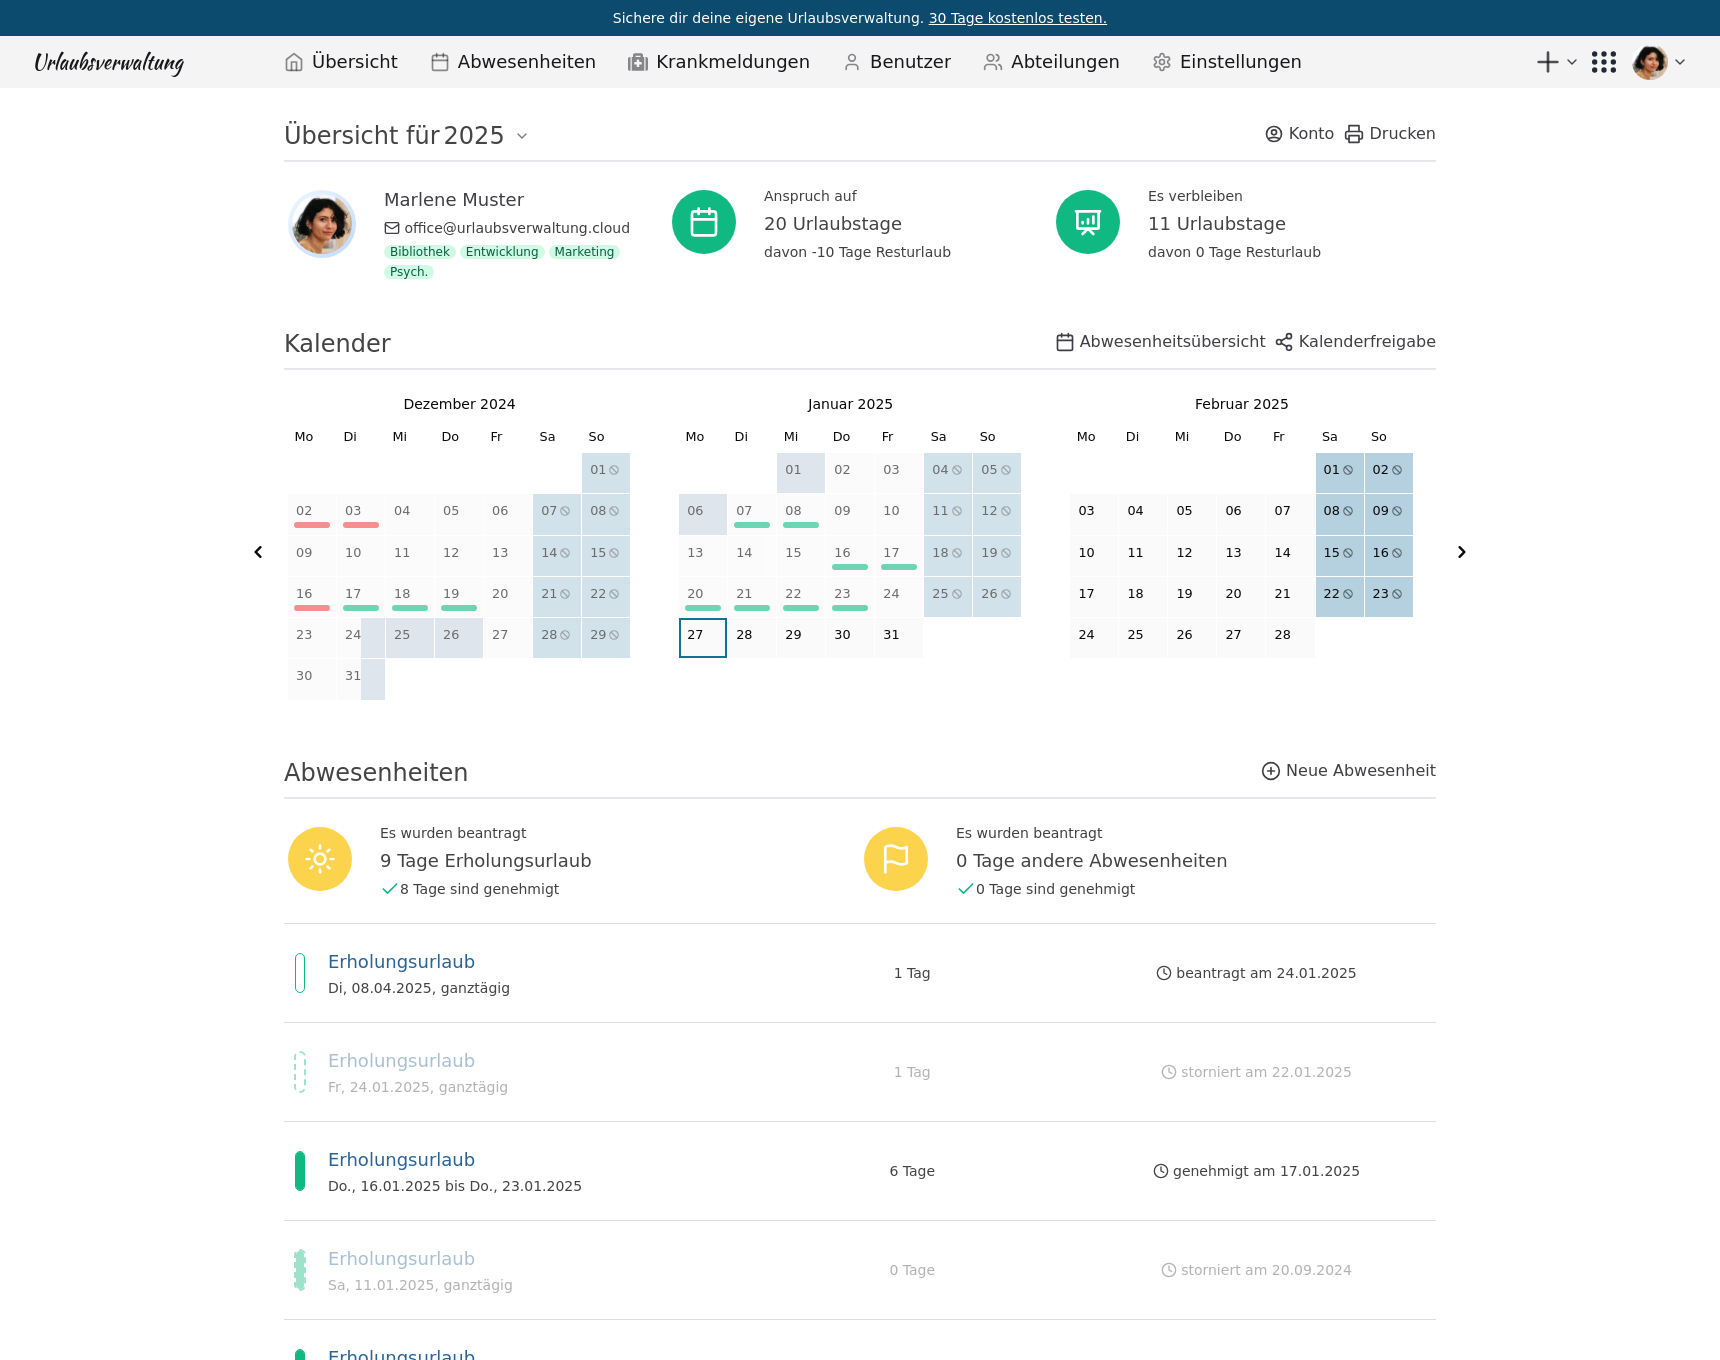 Sichere dir deine eigene Urlaubsverwaltung. 30 Tage kostenlos testen.
Urlaubsverwaltung Übersicht Abwesenheiten Krankmeldungen Benutzer Abteilungen Einstellungen
Übersicht für 2025 Konto Drucken
Marlene Muster
office@urlaubsverwaltung.cloud
Bibliothek Entwicklung Marketing
Psych.
Anspruch auf
20 Urlaubstage
davon -10 Tage Resturlaub
Es verbleiben
11 Urlaubstage
davon 0 Tage Resturlaub
Kalender Abwesenheitsübersicht Kalenderfreigabe
Dezember 2024
Mo Di Mi Do Fr Sa So
01
02 03 04 05 06 07 08
09 10 11 12 13 14 15
16 17 18 19 20 21 22
23 24 25 26 27 28 29
30 31
Januar 2025
Mo Di Mi Do Fr Sa So
01 02 03 04 05
06 07 08 09 10 11 12
13 14 15 16 17 18 19
20 21 22 23 24 25 26
27 28 29 30 31
Februar 2025
Mo Di Mi Do Fr Sa So
01 02
03 04 05 06 07 08 09
10 11 12 13 14 15 16
17 18 19 20 21 22 23
24 25 26 27 28
Abwesenheiten Neue Abwesenheit
Es wurden beantragt
9 Tage Erholungsurlaub
8 Tage sind genehmigt
Es wurden beantragt
0 Tage andere Abwesenheiten
0 Tage sind genehmigt
Erholungsurlaub
Di, 08.04.2025, ganztägig
1 Tag
beantragt am 24.01.2025
Erholungsurlaub
Fr, 24.01.2025, ganztägig
1 Tag
storniert am 22.01.2025
Erholungsurlaub
Do., 16.01.2025 bis Do., 23.01.2025
6 Tage
genehmigt am 17.01.2025
Erholungsurlaub
Sa, 11.01.2025, ganztägig
0 Tage
storniert am 20.09.2024
Erholungsurlaub